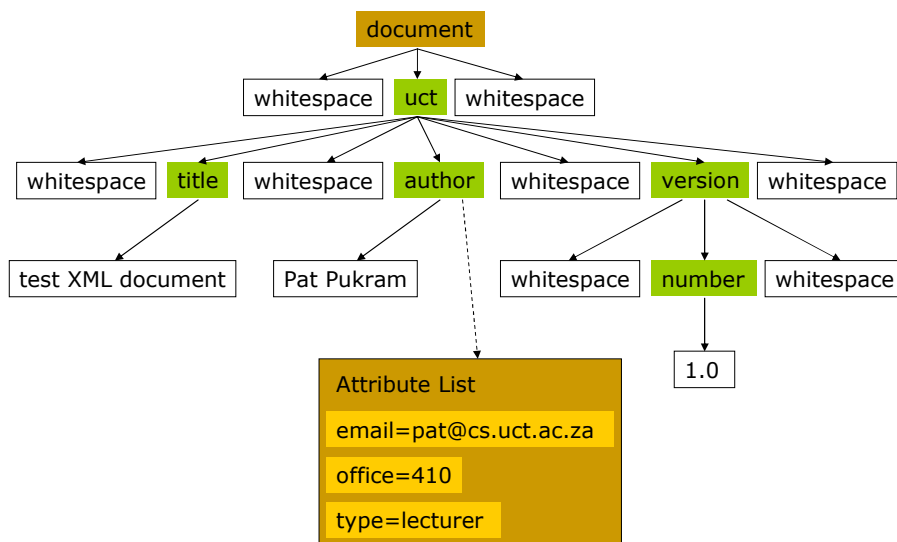 document
whitespace uct whitespace
whitespace title whitespace author whitespace version whitespace
test XML document Pat Pukram whitespace number whitespace
1.0
Attribute List
email=pat@cs.uct.ac.za
office=410
type=lecturer